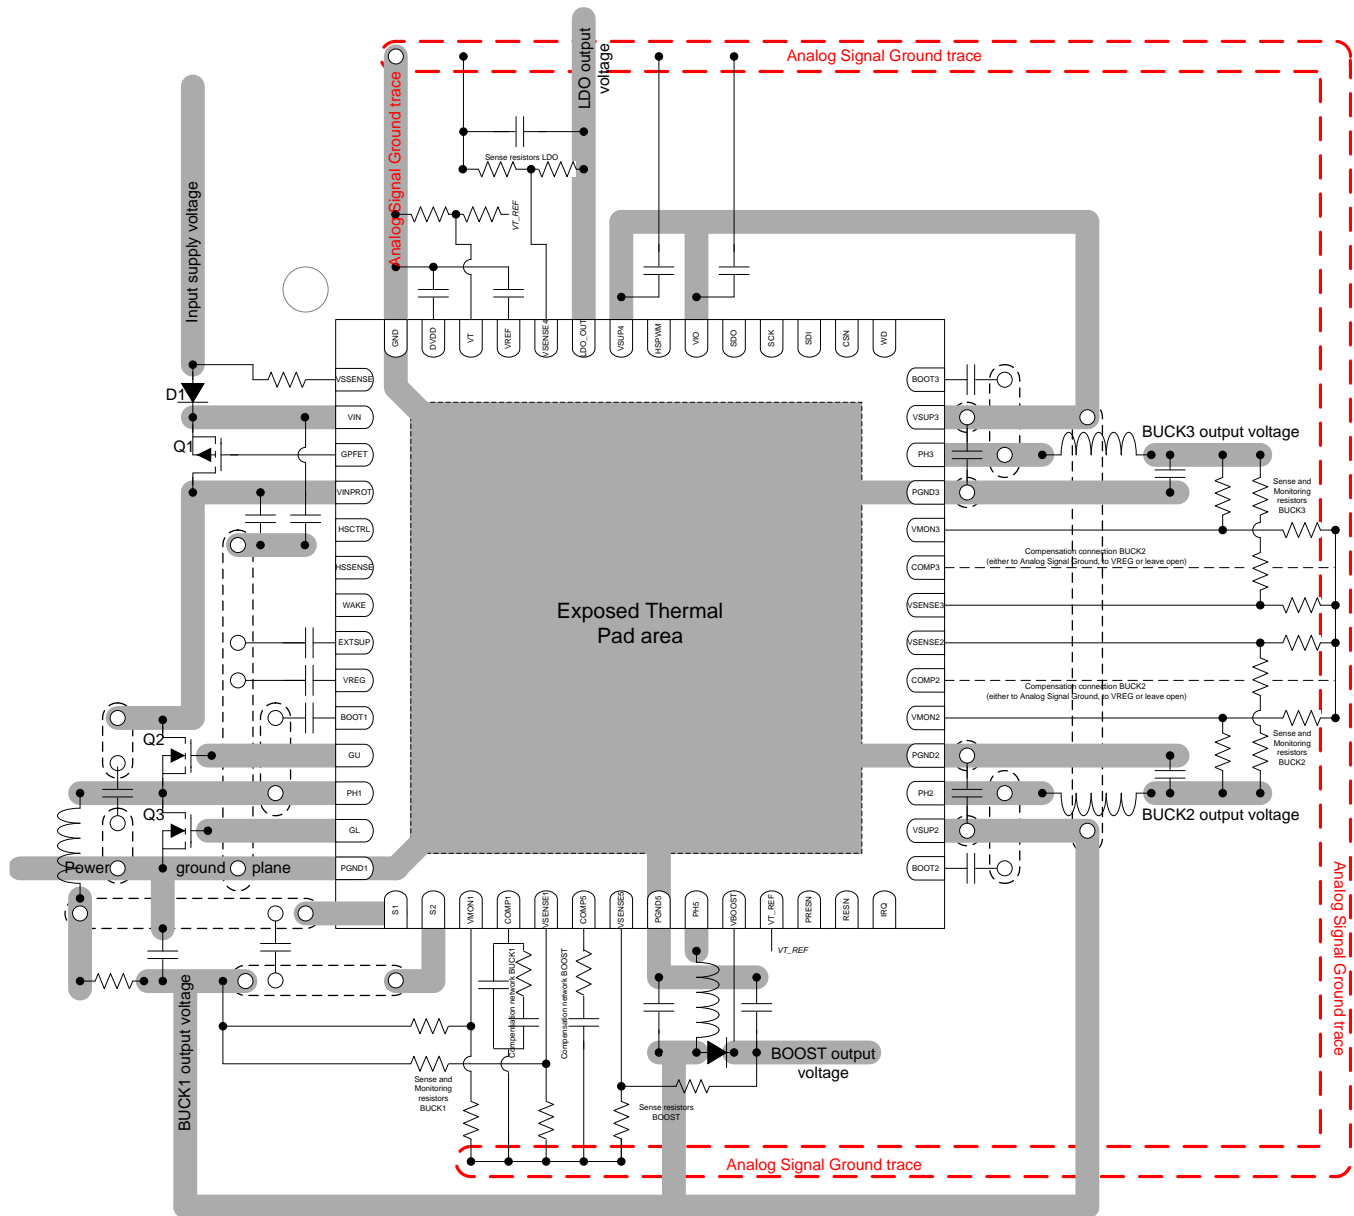 Analog Signal Ground trace
LDO output
voltage
Analog Signal Ground trace
Sense resistors LDO
VT_REF
Input supply voltage
GND
DVDD
VT
VREF
VSENSE4
LDO_OUT
VSUP4
HSPWM
VIO
SDO
SCK
SDI
CSN
WD
VSSENSE
VIN
GPFET
VINPROT
HSCTRL
HSSENSE
WAKE
EXTSUP
VREG
BOOT1
GU
PH1
GL
PGND1
D1
Q1
Q2
Q3
Power ground plane
Exposed Thermal
Pad area
BOOT3
VSUP3
PH3
PGND3
VMON3
COMP3
VSENSE3
VSENSE2
COMP2
VMON2
PGND2
PH2
VSUP2
BOOT2
BUCK3 output voltage
Sense and
Monitoring
resistors
BUCK3
Compensation connection BUCK2
(either to Analog Signal Ground, to VREG or leave open)
Compensation connection BUCK2
(either to Analog Signal Ground, to VREG or leave open)
Sense and
Monitoring
resistors
BUCK2
BUCK2 output voltage
S1
S2
VMON1
COMP1
VSENSE1
COMP5
VSENSE5
PGND5
PH5
VBOOST
VT_REF
PRESN
RESN
IRQ
VT_REF
Compensation network BUCK1
Compensation network BOOST
BUCK1 output voltage
Sense and
Monitoring
resistors
BUCK1
Sense resistors
BOOST
BOOST output
voltage
Analog Signal Ground trace
Analog Signal Ground trace